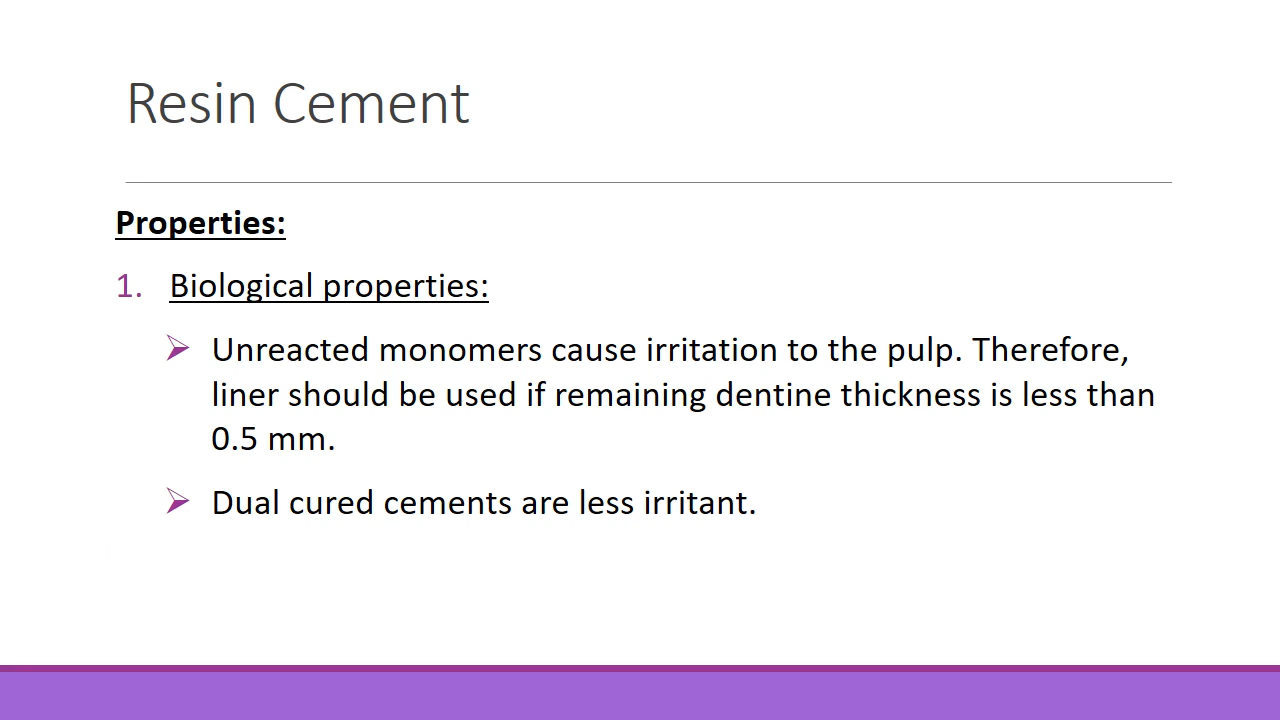 Resin Cement
Properties:
1. Biological properties:
Unreacted monomers cause irritation to the pulp. Therefore,
liner should be used if remaining dentine thickness is less than
0.5 mm.
Dual cured cements are less irritant.